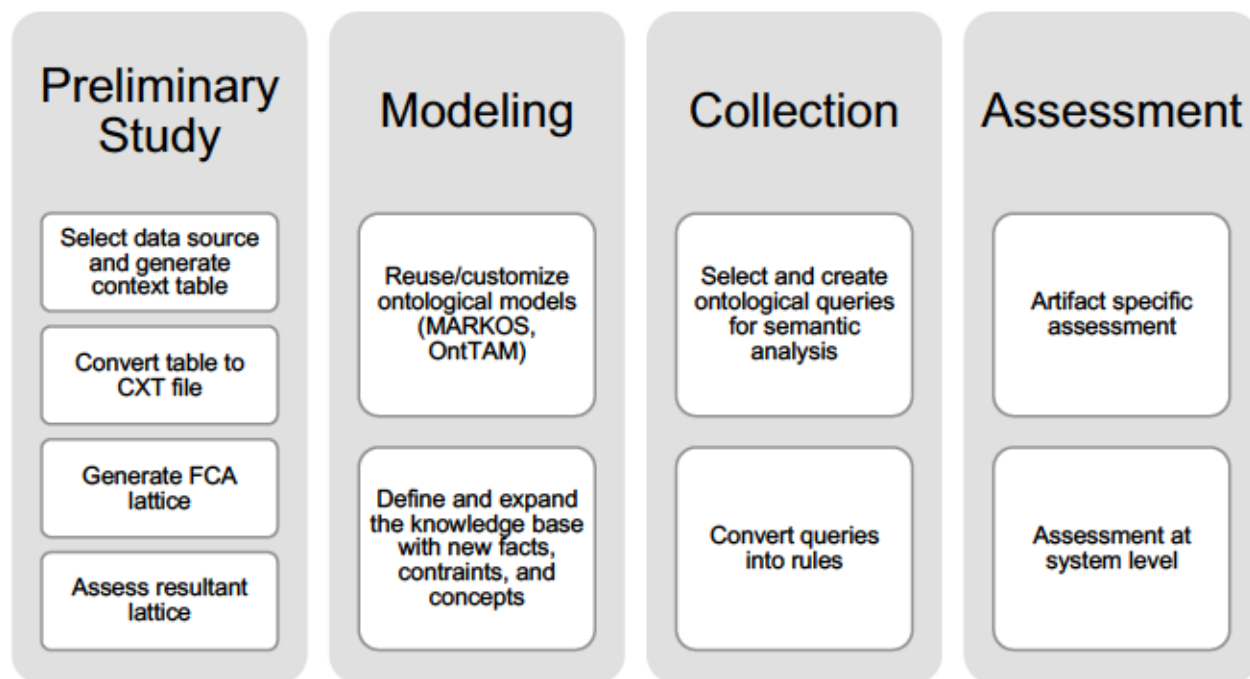 Preliminary
Study
Select data source
and generate
context table
Convert table to
CXT file
Generate FCA
lattice
Assess resultant
lattice
Modeling
Reuse/customize
ontological models
(MARKOS,
OntTAM)
Define and expand
the knowledge base
with new facts,
contraints, and
concepts
Collection
Select and create
ontological queries
for semantic
analysis
Convert queries
into rules
Assessment
Artifact specific
assessment
Assessment at
system level